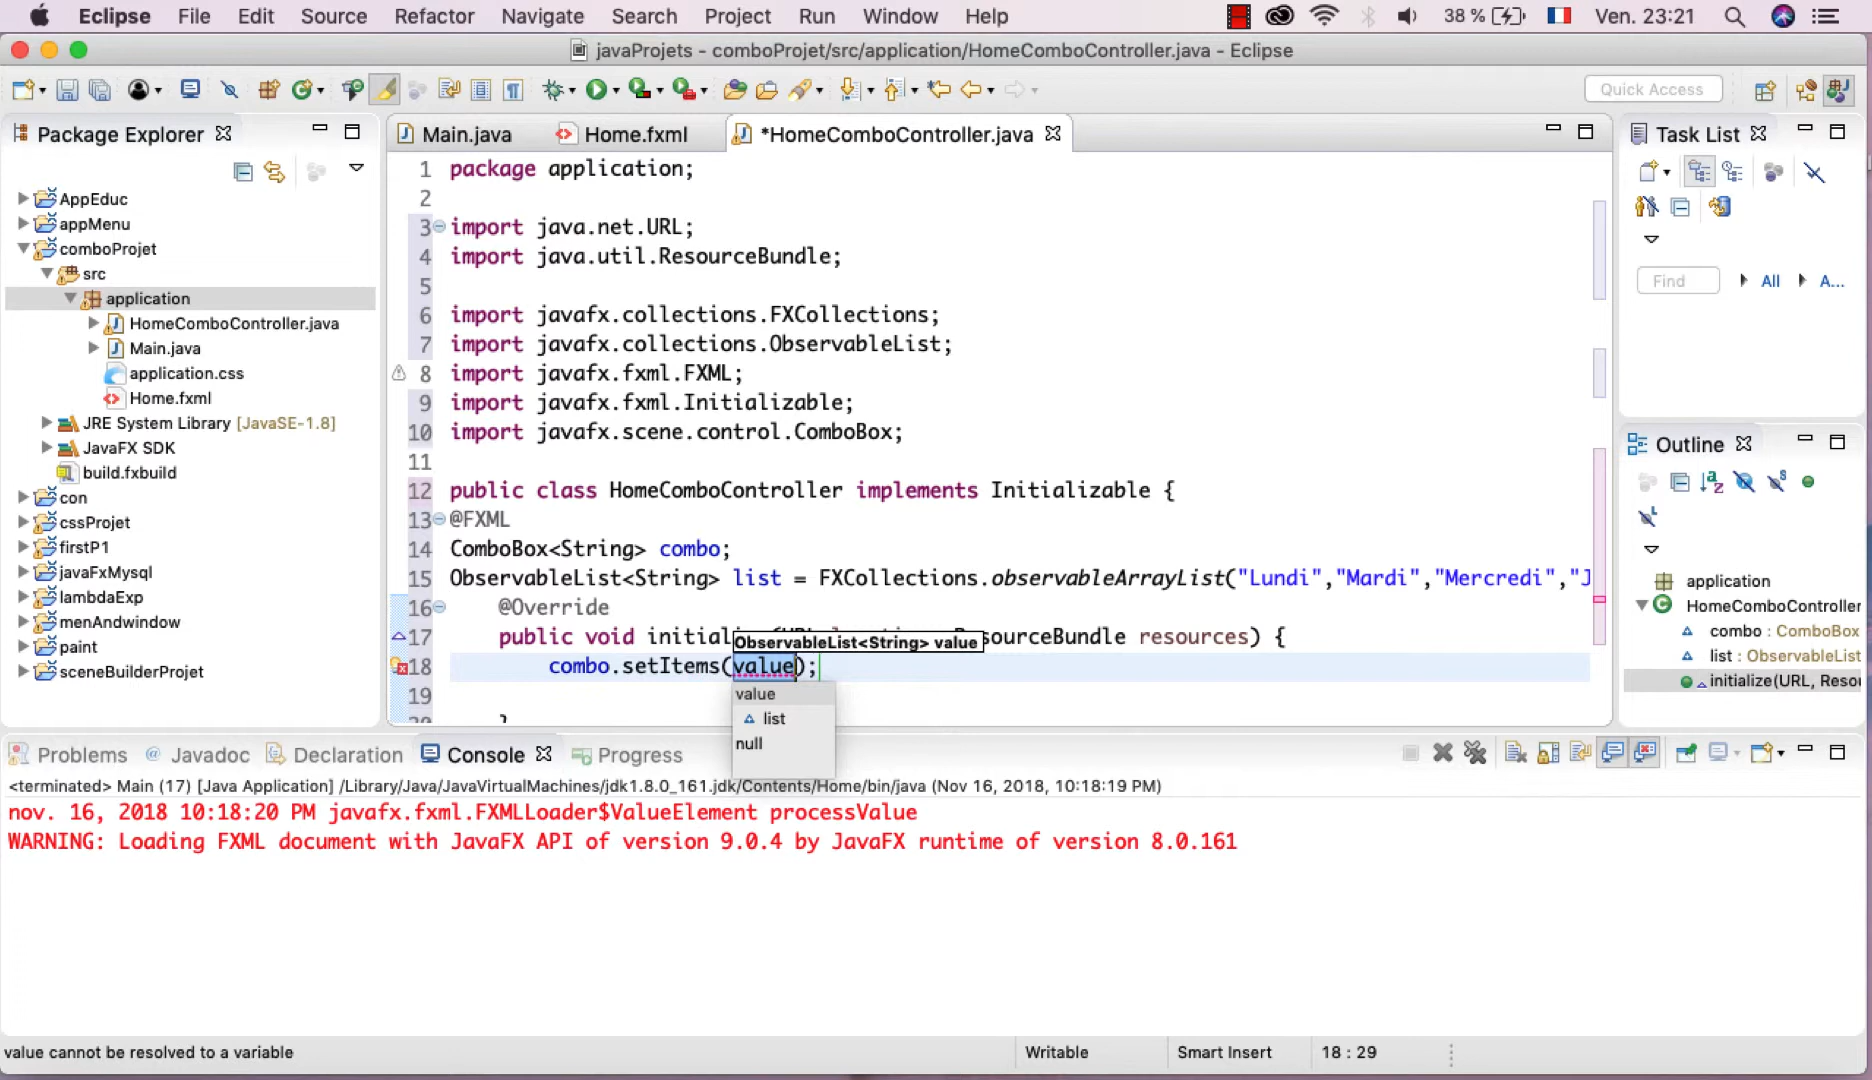 Eclipse File Edit Source Refactor Navigate Search Project Run Window Help 38 % Ven. 23:21
javaProjets - comboProjet/src/application/HomeComboController.java - Eclipse
Quick Access
Package Explorer
AppEduc
appMenu
comboProjet
src
application
HomeComboController.java
Main.java
application.css
Home.fxml
JRE System Library [JavaSE-1.8]
JavaFX SDK
build.fxbuild
con
cssProjet
firstP1
javaFxMysql
lambdaExp
menAndwindow
paint
sceneBuilderProjet
Main.java Home.fxml *HomeComboController.java
1 package application;
2
3 import java.net.URL;
4 import java.util.ResourceBundle;
5
6 import javafx.collections.FXCollections;
7 import javafx.collections.ObservableList;
8 import javafx.fxml.FXML;
9 import javafx.fxml.Initializable;
10 import javafx.scene.control.ComboBox;
11
12 public class HomeComboController implements Initializable {
13 @FXML
14 ComboBox<String> combo;
15 ObservableList<String> list = FXCollections.observableArrayList("Lundi","Mardi","Mercredi","J
16 @Override
17 public void initial ResourceBundle resources) {
ObservableList<String> value
18 combo.setItems(value);
19
20 }
value
list
null
Task List
Find All A...
Outline
application
HomeComboController
combo : ComboBox
list : ObservableList
initialize(URL, Resou
Problems Javadoc Declaration Console Progress
<terminated> Main (17) [Java Application] /Library/Java/JavaVirtualMachines/jdk1.8.0_161.jdk/Contents/Home/bin/java (Nov 16, 2018, 10:18:19 PM)
nov. 16, 2018 10:18:20 PM javafx.fxml.FXMLLoader$ValueElement processValue
WARNING: Loading FXML document with JavaFX API of version 9.0.4 by JavaFX runtime of version 8.0.161
value cannot be resolved to a variable Writable Smart Insert 18 : 29